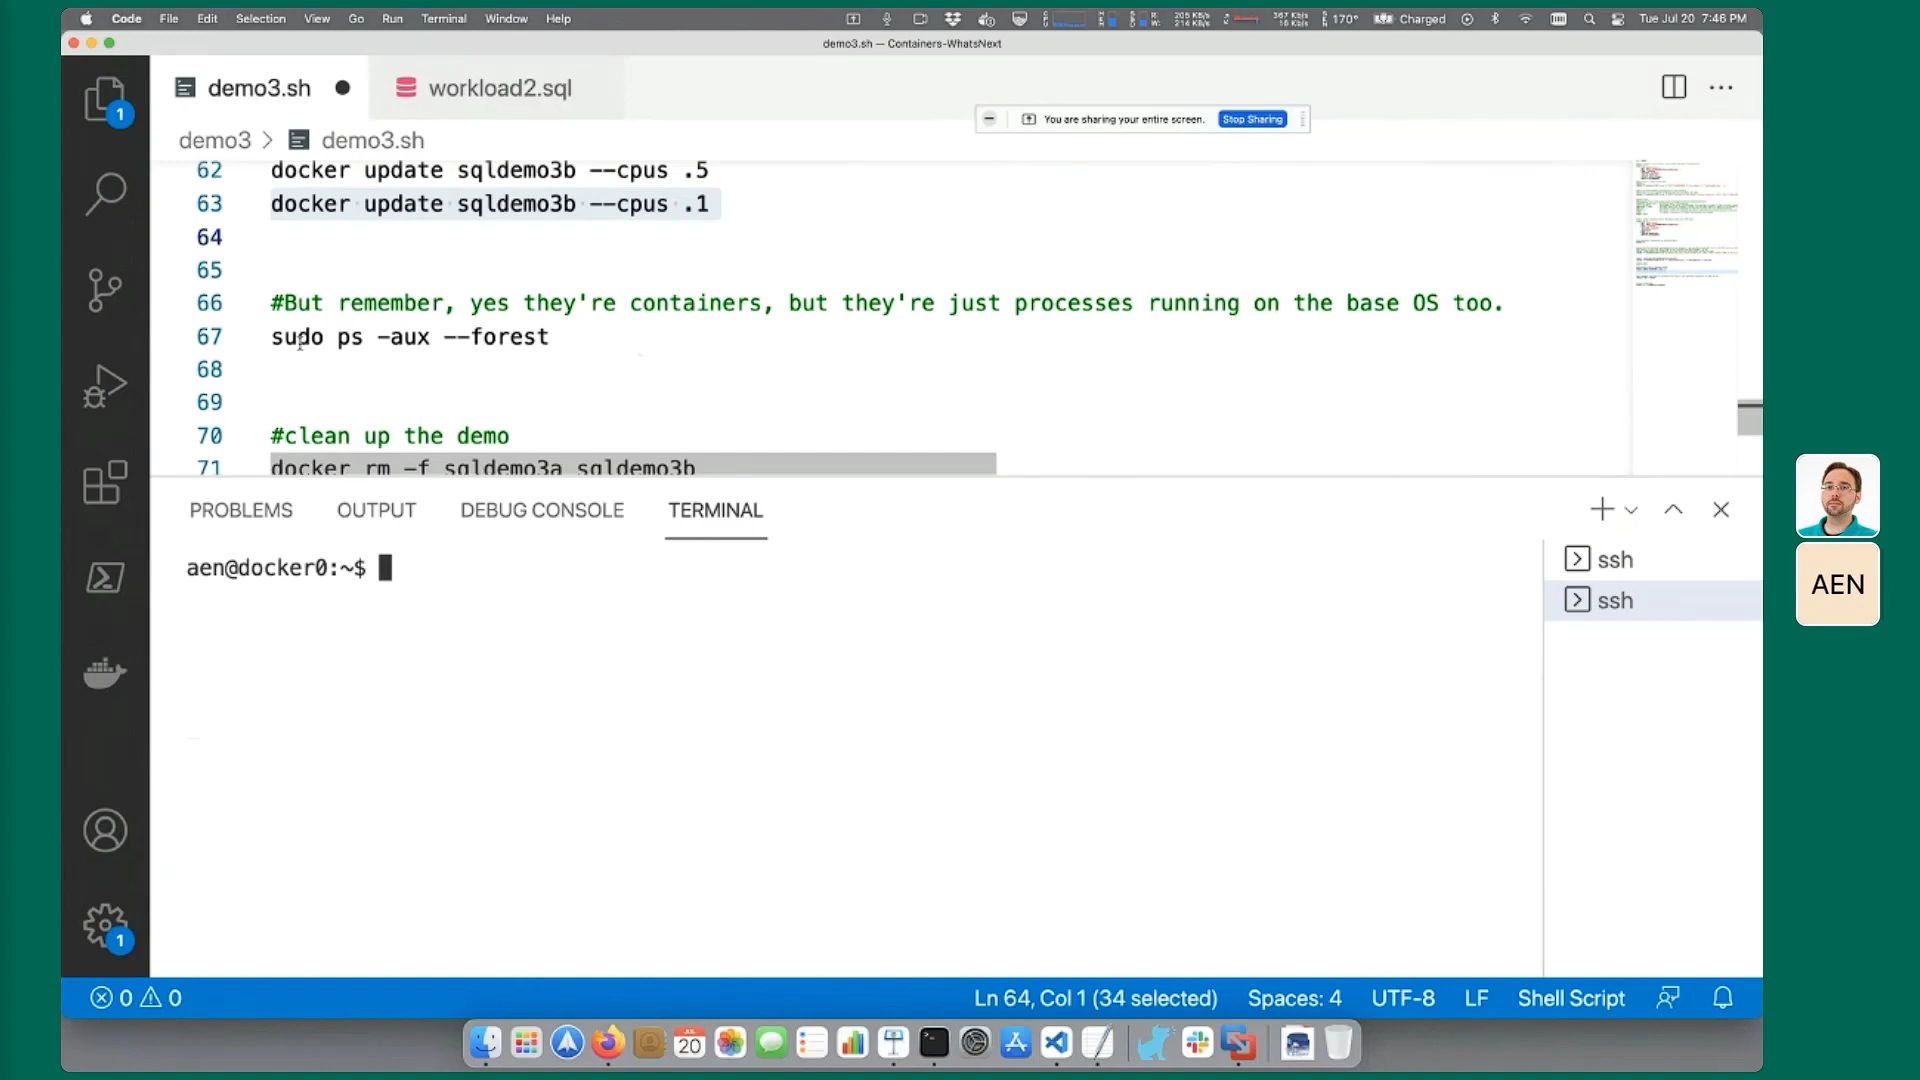 Code File Edit Selection View Go Run Terminal Window Help
170° Charged Tue Jul 20 7:46 PM
demo3.sh — Containers-WhatsNext
demo3.sh workload2.sql
You are sharing your entire screen. Stop Sharing
demo3 > demo3.sh
62 docker update sqldemo3b --cpus .5
63 docker update sqldemo3b --cpus .1
64
65
66 #But remember, yes they're containers, but they're just processes running on the base OS too.
67 sudo ps -aux --forest
68
69
70 #clean up the demo
71 docker rm -f sqldemo3a sqldemo3b
PROBLEMS OUTPUT DEBUG CONSOLE TERMINAL
aen@docker0:~$
ssh
ssh
1
1
0 0
Ln 64, Col 1 (34 selected) Spaces: 4 UTF-8 LF Shell Script
20
AEN